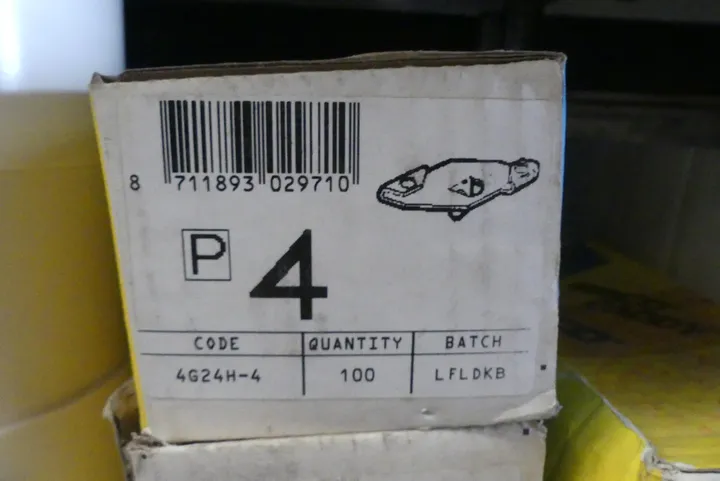 8 711893 029710
P 4
CODE QUANTITY BATCH
4G24H-4 100 LFLDKB